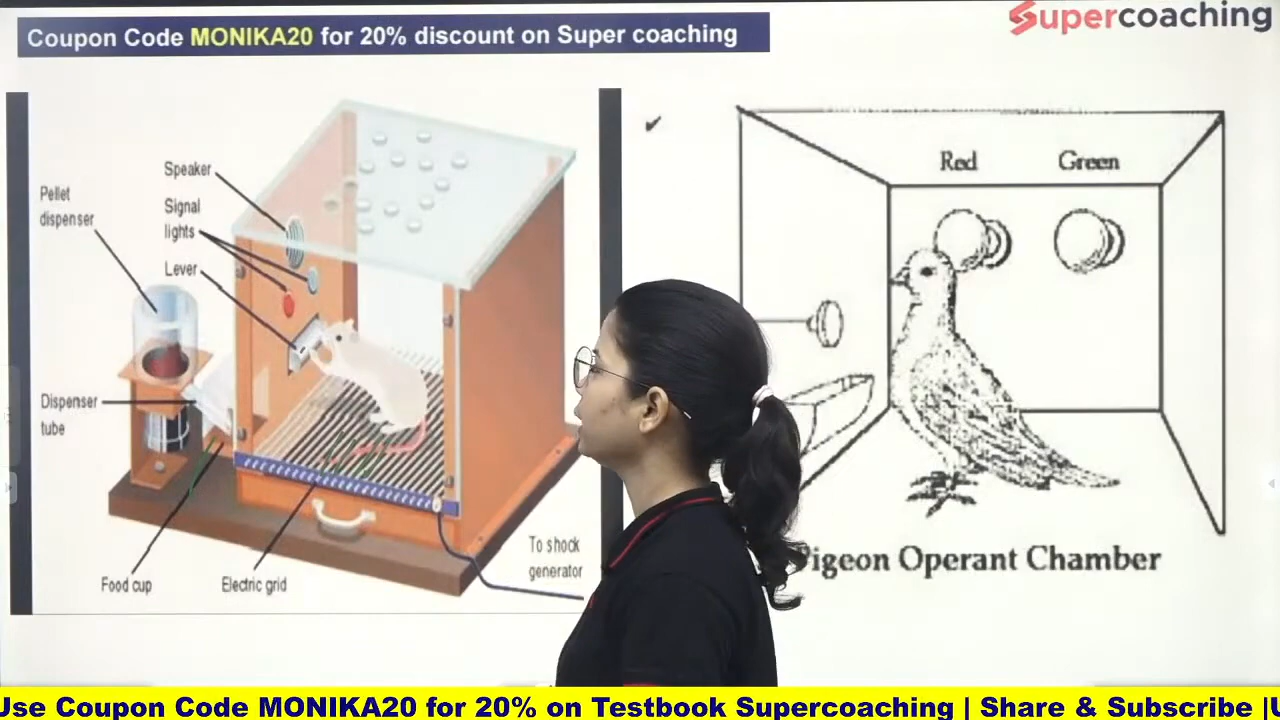 Coupon Code MONIKA20 for 20% discount on Super coaching
Supercoaching
Speaker
Pellet
dispenser
Signal
lights
Lever
Dispenser
tube
Food cup
Electric grid
To shock
generator
Red
Green
Pigeon Operant Chamber
Use Coupon Code MONIKA20 for 20% on Testbook Supercoaching | Share & Subscribe |U